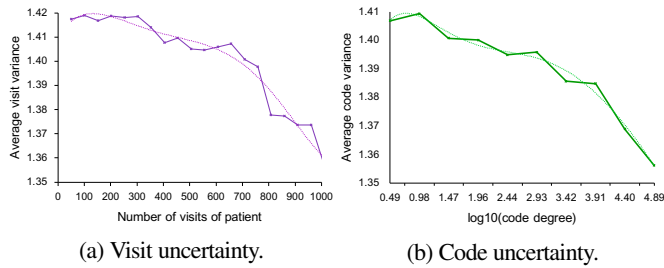 1.42
1.41
1.40
1.39
1.38
1.37
1.36
1.35
Average visit variance
0 100 200 300 400 500 600 700 800 900 1000
Number of visits of patient
(a) Visit uncertainty.
1.41
1.40
1.39
1.38
1.37
1.36
1.35
Average code variance
0.49 0.98 1.47 1.96 2.44 2.93 3.42 3.91 4.40 4.89
log10(code degree)
(b) Code uncertainty.